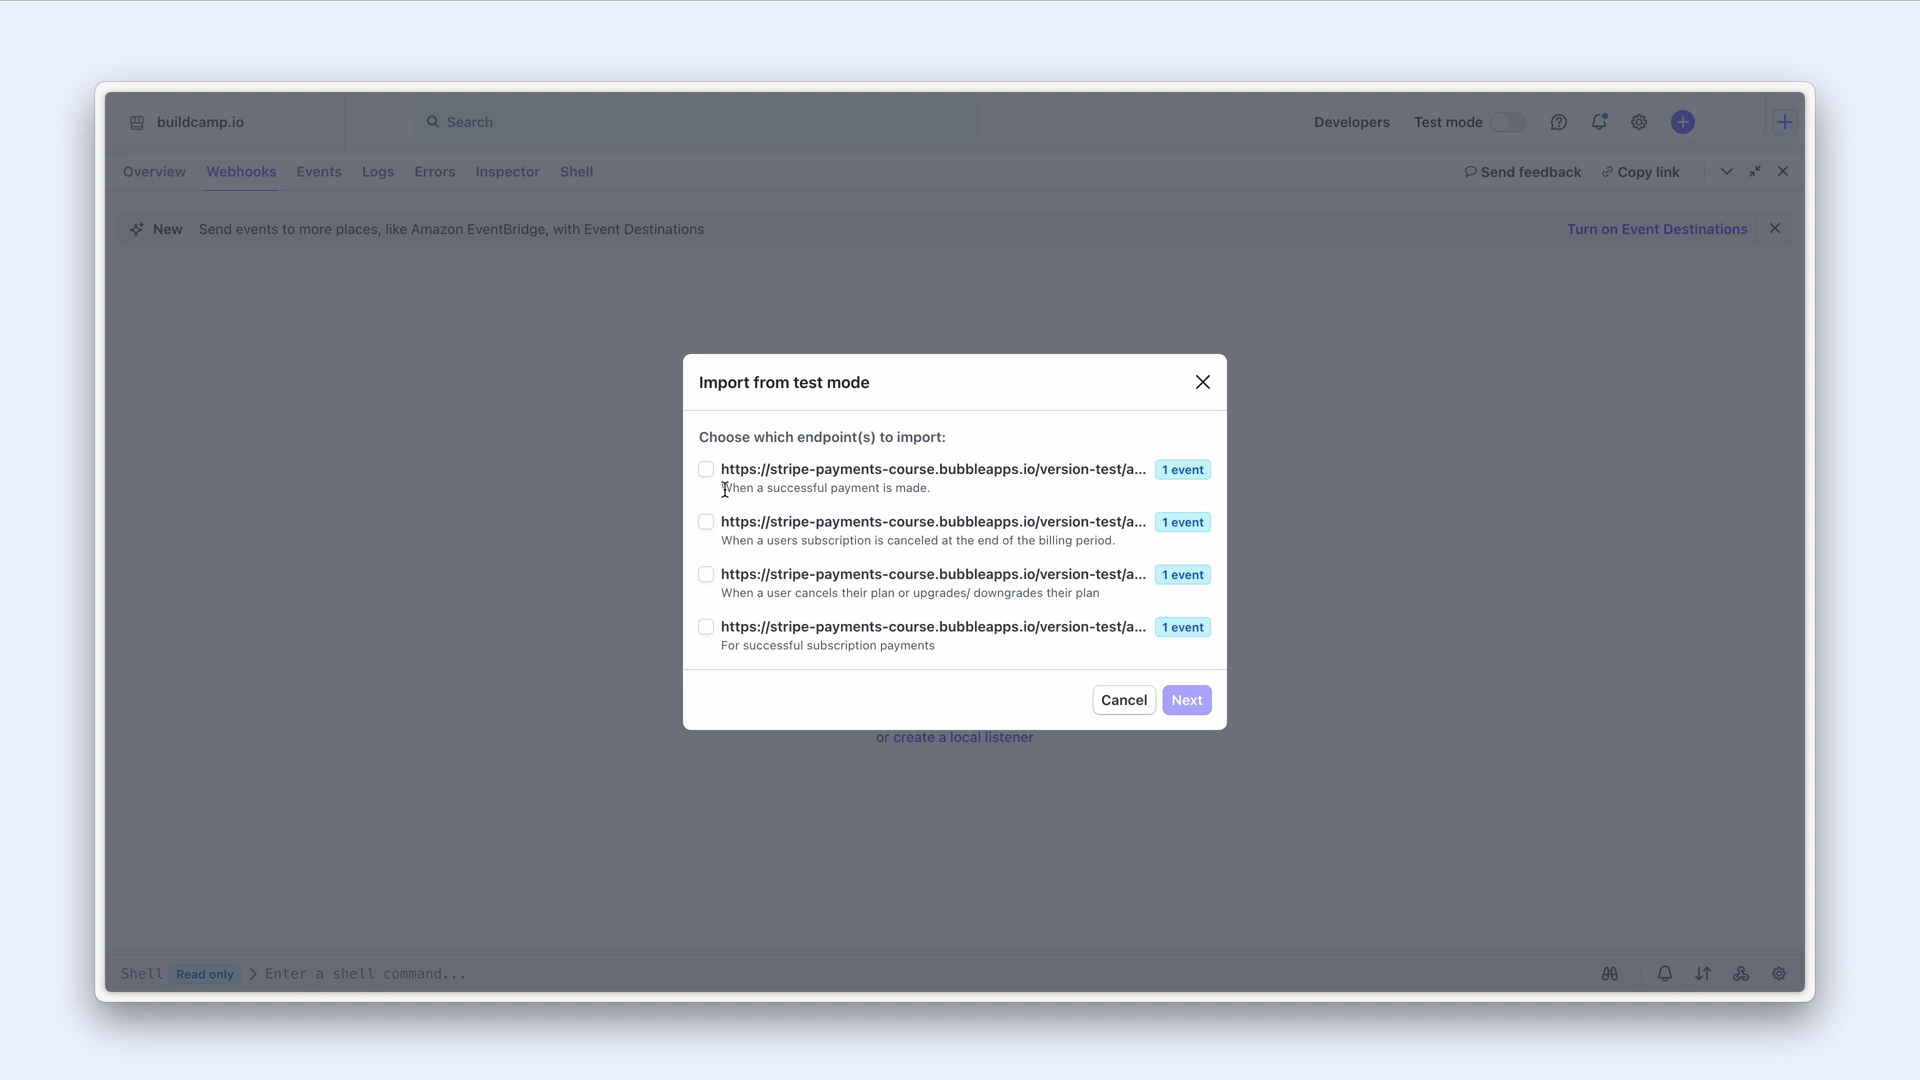 buildcamp.io
Search
Developers
Test mode
Overview Webhooks Events Logs Errors Inspector Shell
Send feedback
Copy link
New Send events to more places, like Amazon EventBridge, with Event Destinations
Turn on Event Destinations
Import from test mode
Choose which endpoint(s) to import:
https://stripe-payments-course.bubbleapps.io/version-test/a... 1 event
When a successful payment is made.
https://stripe-payments-course.bubbleapps.io/version-test/a... 1 event
When a users subscription is canceled at the end of the billing period.
https://stripe-payments-course.bubbleapps.io/version-test/a... 1 event
When a user cancels their plan or upgrades/ downgrades their plan
https://stripe-payments-course.bubbleapps.io/version-test/a... 1 event
For successful subscription payments
Cancel Next
or create a local listener
Shell Read only > Enter a shell command...